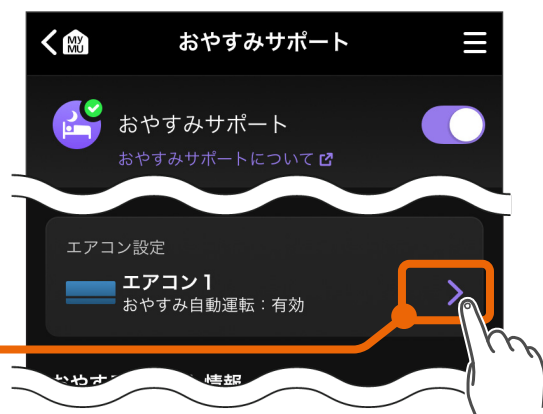 MY
MU
おやすみサポート
おやすみサポート
おやすみサポートについて
エアコン設定
エアコン 1
おやすみ自動運転：有効
情報